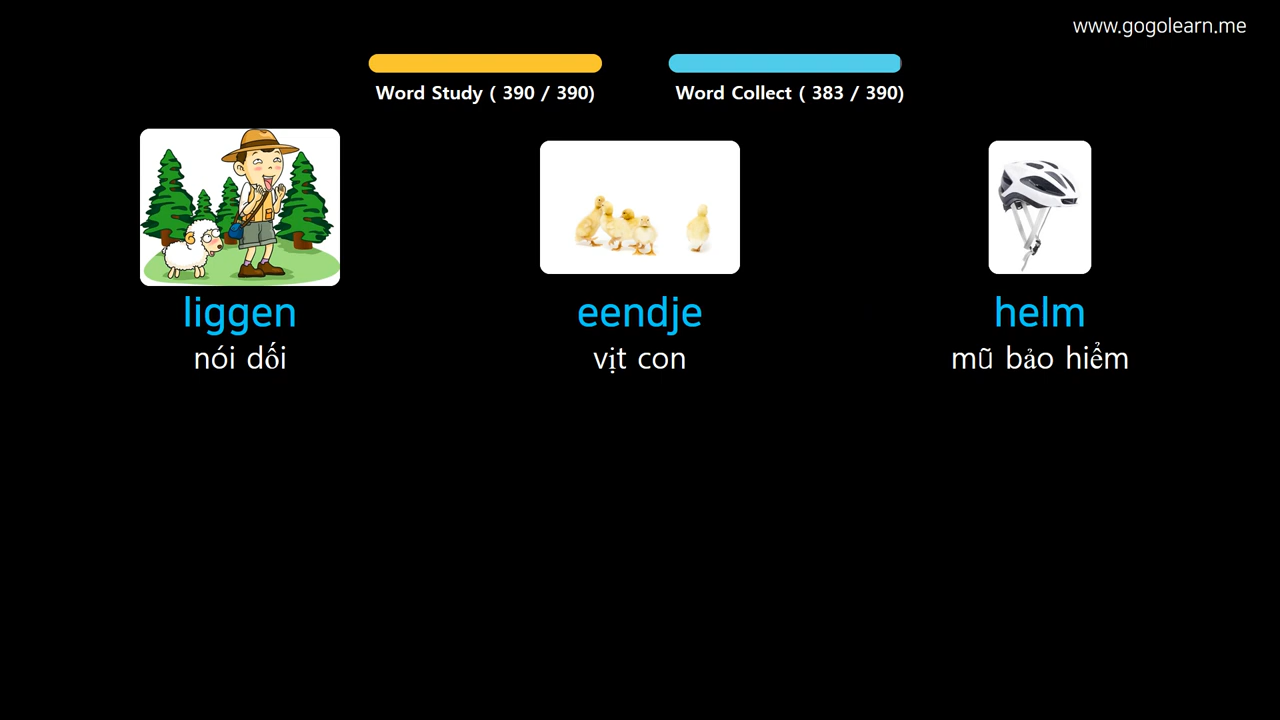 www.gogolearn.me
Word Study ( 390 / 390)
Word Collect ( 383 / 390)
liggen
nói dối
eendje
vịt con
helm
mũ bảo hiểm